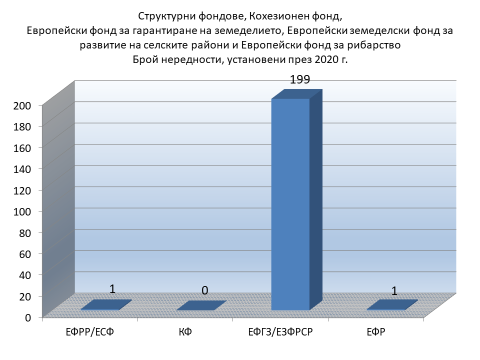 Структурни фондове, Кохезионен фонд,
Европейски фонд за гарантиране на земеделието, Европейски земеделски фонд за
развитие на селските райони и Европейски фонд за рибарство
Брой нередности, установени през 2020 г.
199
200
180
160
140
120
100
80
60
40
20
0
1
0
1
ЕФРР/ЕСФ
КФ
ЕФГЗ/ЕЗФРСР
ЕФР